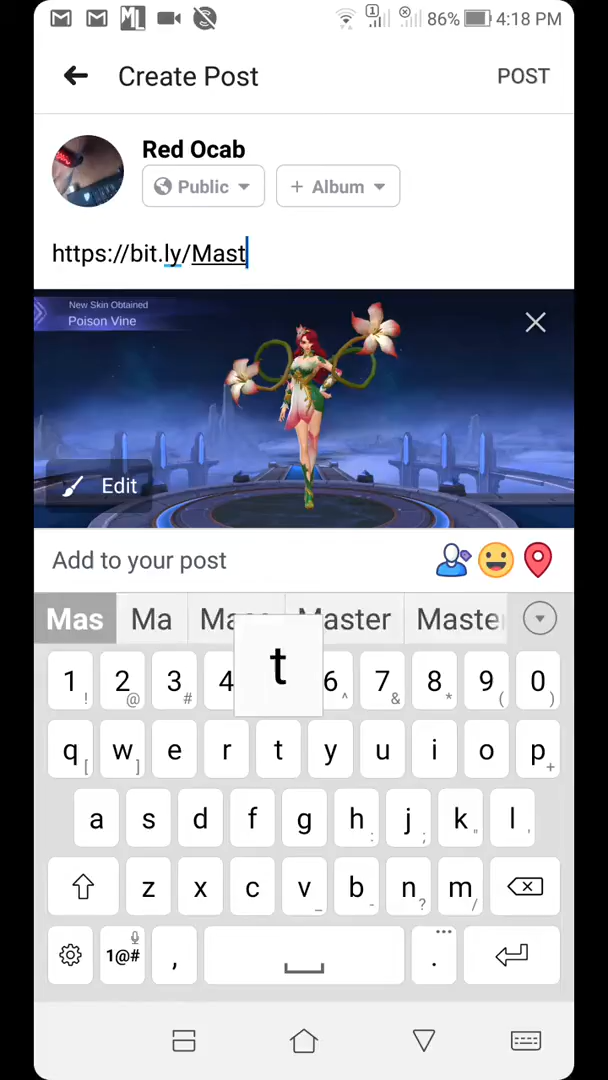 ML 1 86% 4:18 PM
Create Post POST
Red Ocab
Public + Album
https://bit.ly/Mast
New Skin Obtained
Poison Vine
Edit
Add to your post
Mas Ma Master Maste
t
1 ! 2 @ 3 # 4 6 ^ 7 & 8 * 9 ( 0 )
q [ w ] e r t y u i o p +
a s d f g h : j ; k " l '
z x c v _ b - n ? m /
1@# , . ...